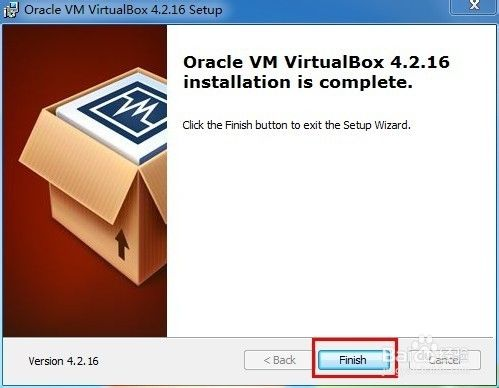 Oracle VM VirtualBox 4.2.16 Setup
Oracle VM VirtualBox 4.2.16
installation is complete.
Click the Finish button to exit the Setup Wizard.
Version 4.2.16
< Back
Finish
Cancel